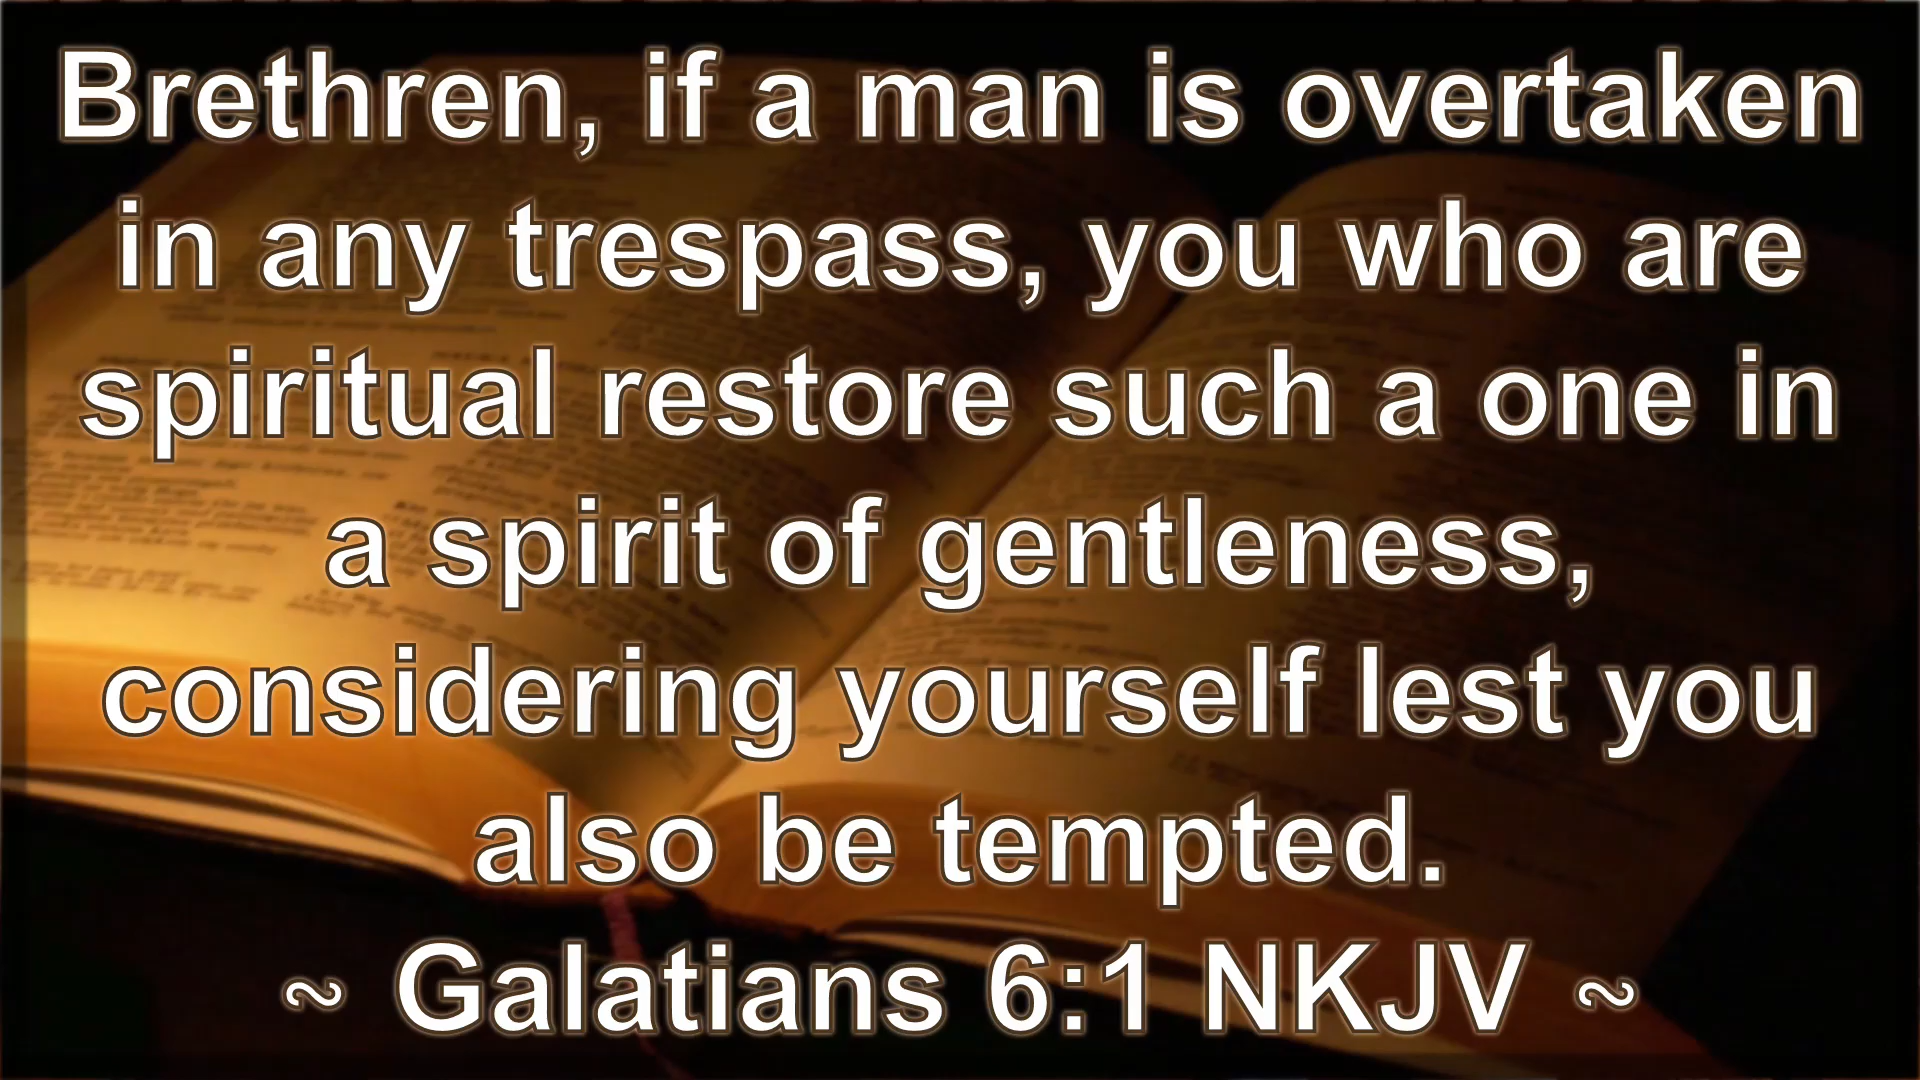 Brethren, if a man is overtaken
in any trespass, you who are
spiritual restore such a one in
a spirit of gentleness,
considering yourself lest you
also be tempted.
~ Galatians 6:1 NKJV ~